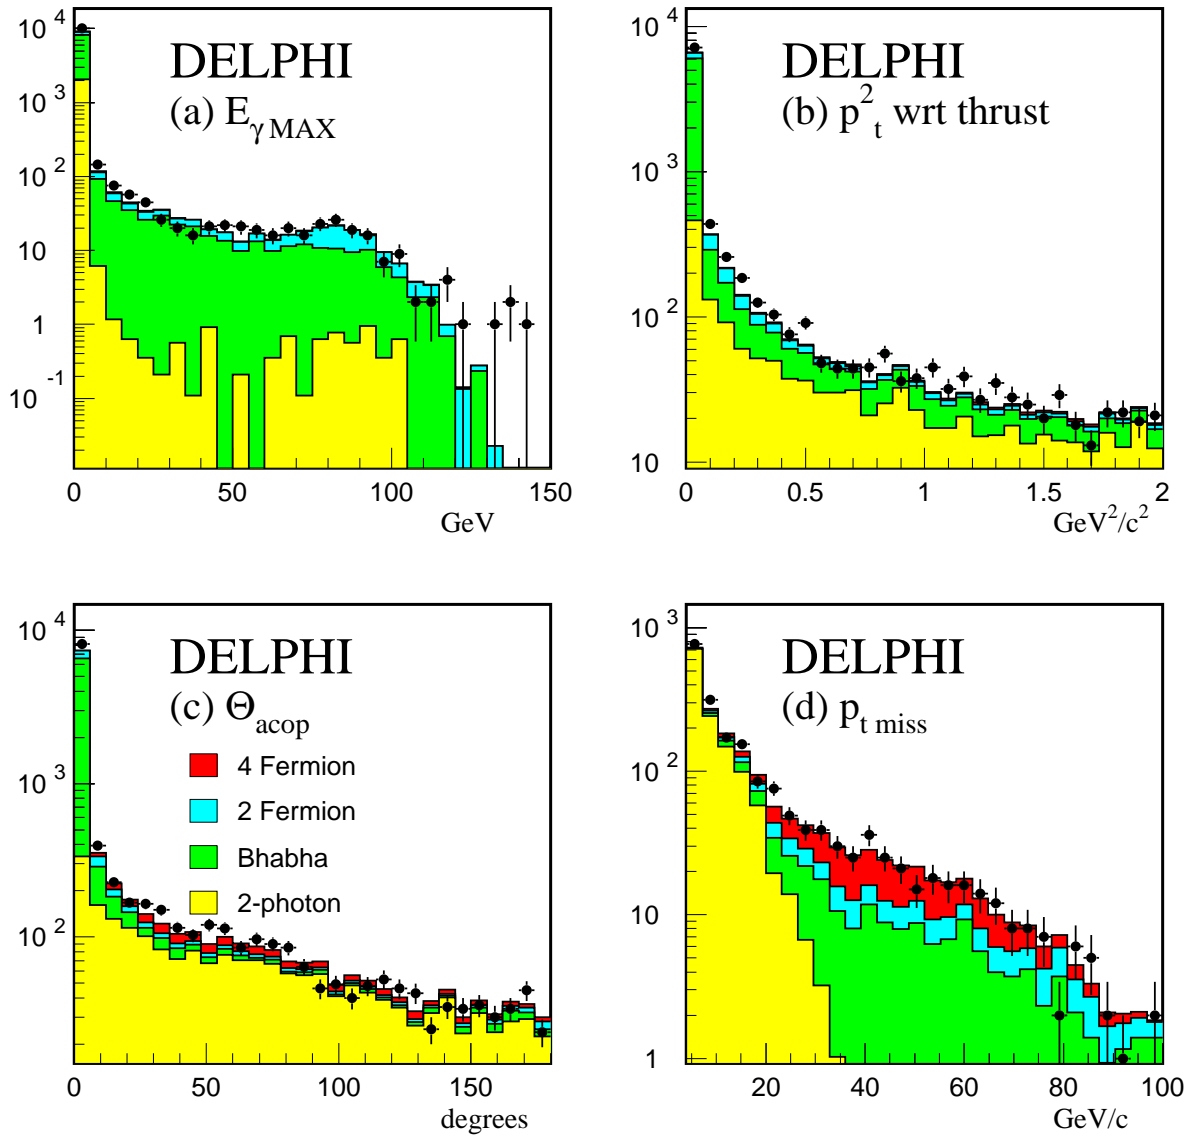 DELPHI
(a) E γ MAX
10 4
10 3
10 2
10
1
10 -1
0 50 100 150
GeV
DELPHI
(b) p 2 t wrt thrust
10 4
10 3
10 2
10
0 0.5 1 1.5 2
GeV2/c2
DELPHI
(c) Θ acop
4 Fermion
2 Fermion
Bhabha
2-photon
10 4
10 3
10 2
0 50 100 150
degrees
DELPHI
(d) p t miss
10 3
10 2
10
1
20 40 60 80 100
GeV/c